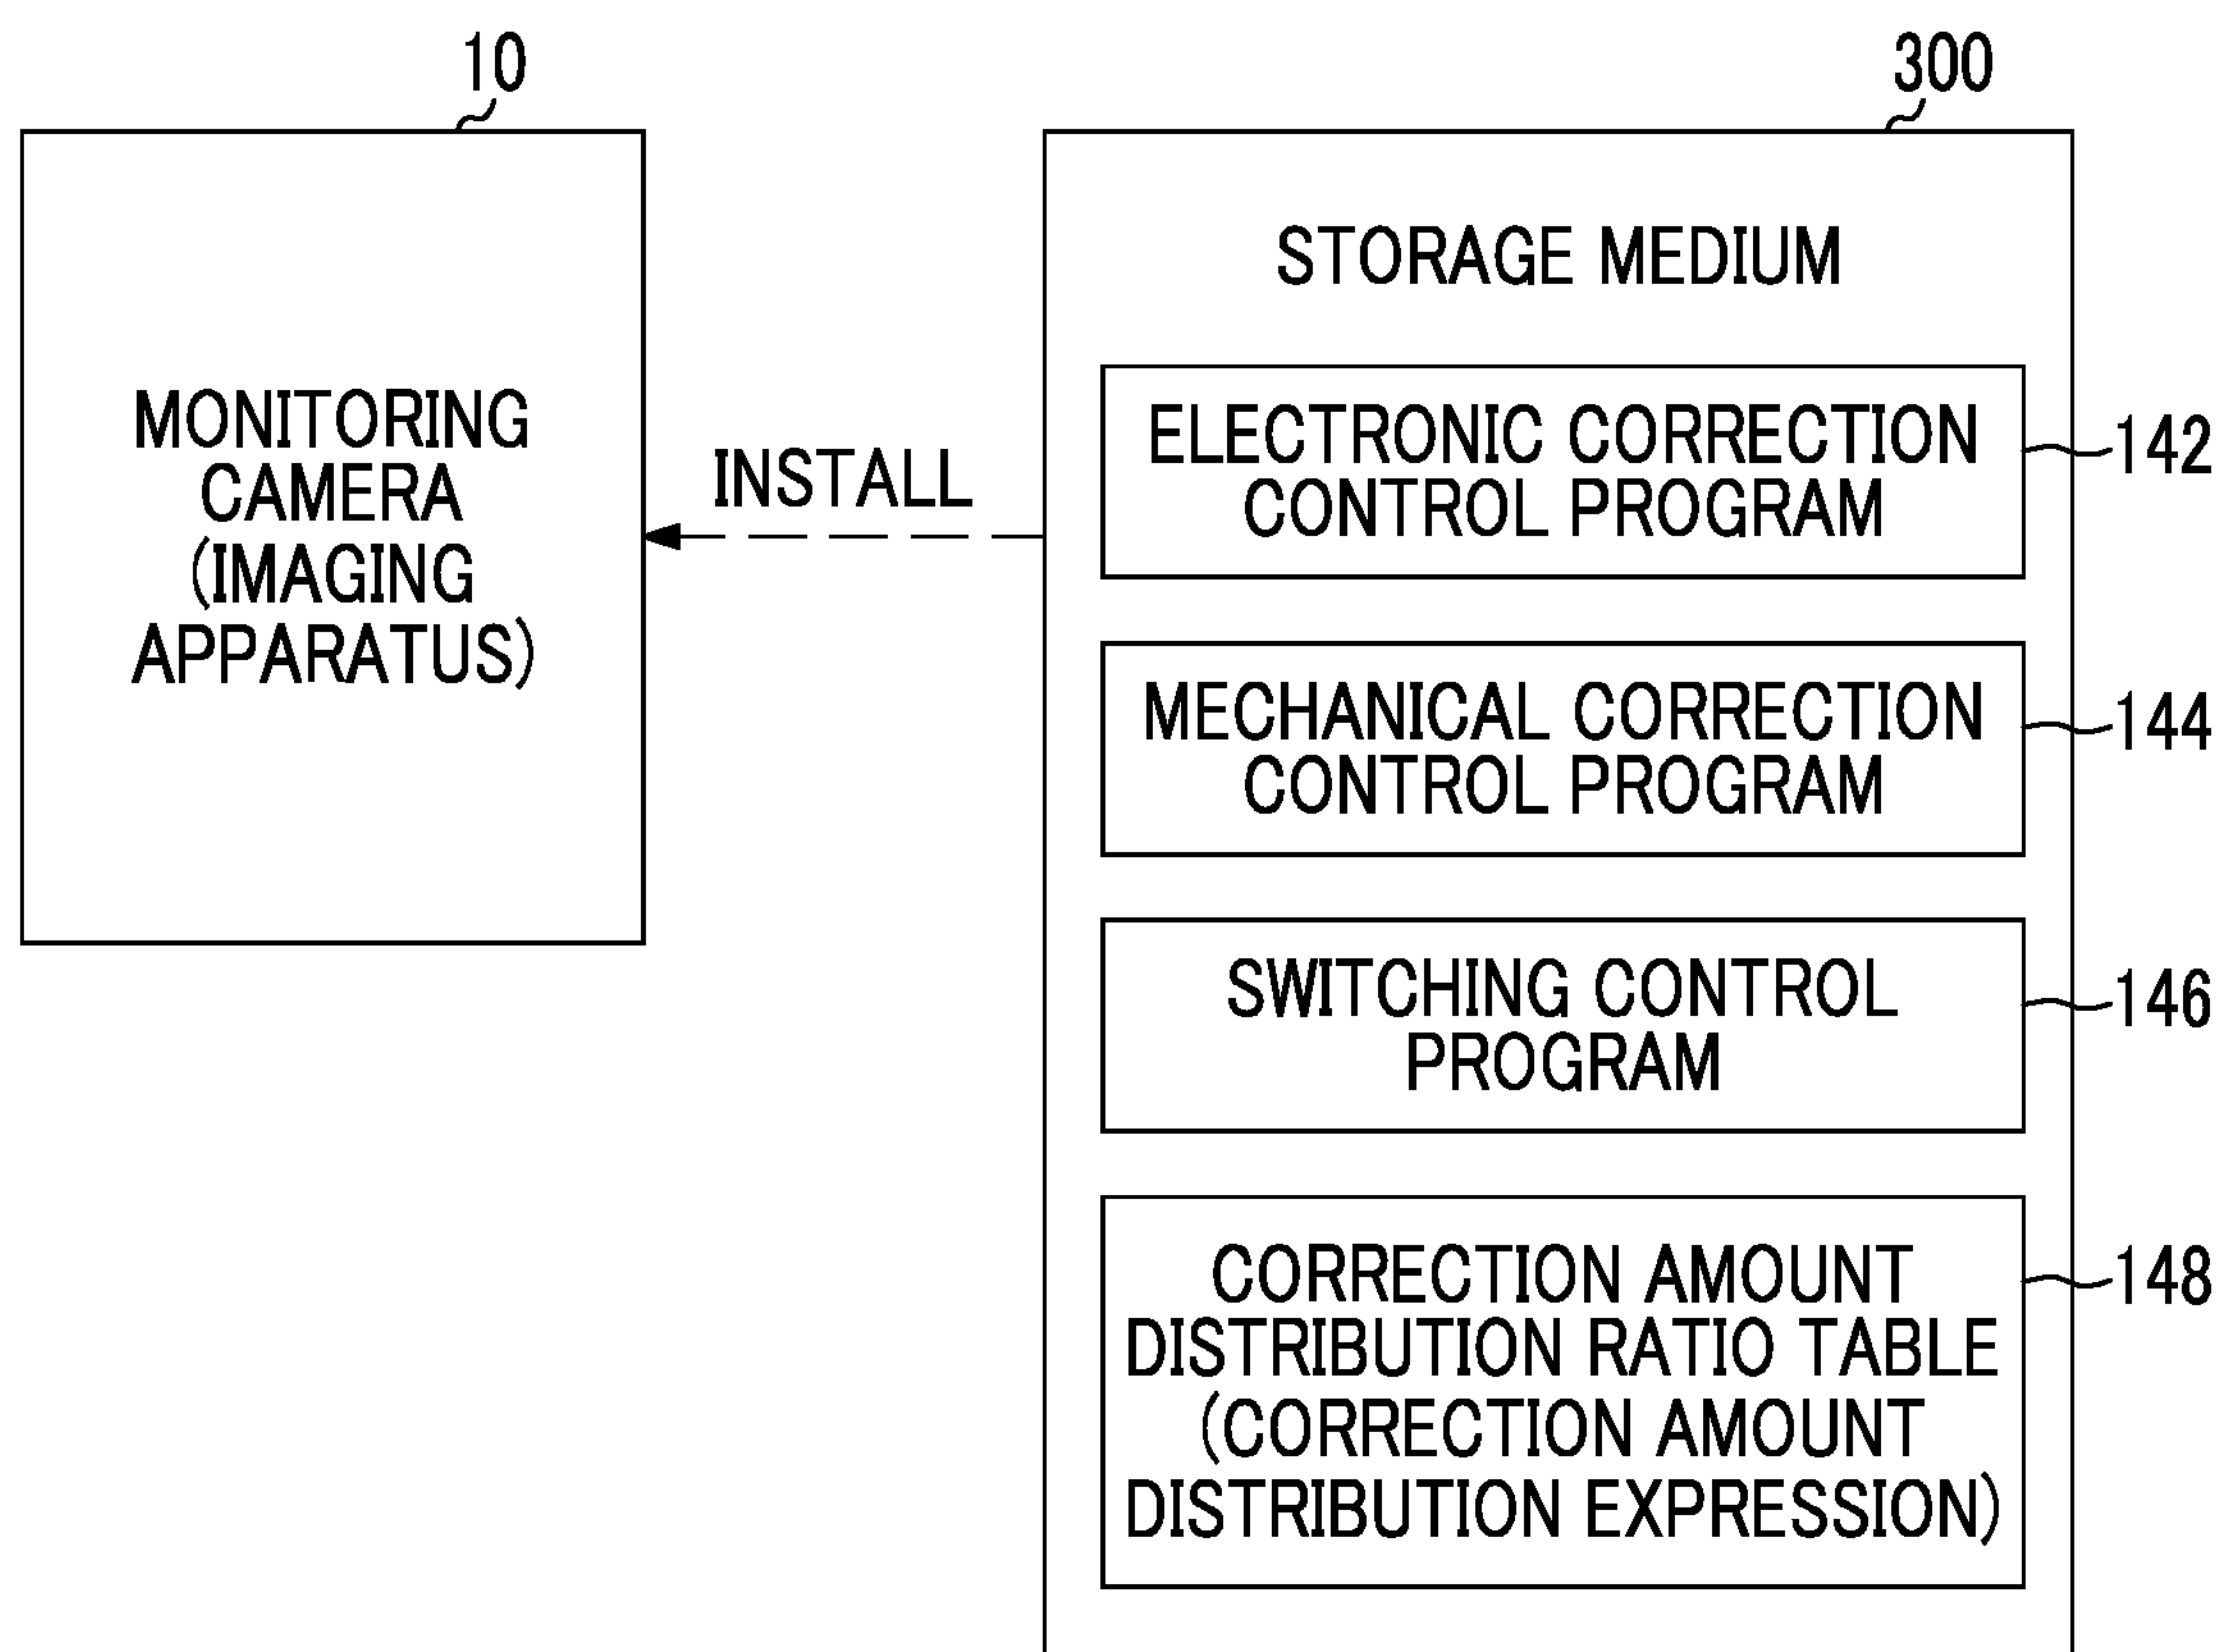 10
MONITORING
CAMERA
(IMAGING
APPARATUS)
INSTALL
300
STORAGE MEDIUM
ELECTRONIC CORRECTION
CONTROL PROGRAM
142
MECHANICAL CORRECTION
CONTROL PROGRAM
144
SWITCHING CONTROL
PROGRAM
146
CORRECTION AMOUNT
DISTRIBUTION RATIO TABLE
(CORRECTION AMOUNT
DISTRIBUTION EXPRESSION)
148